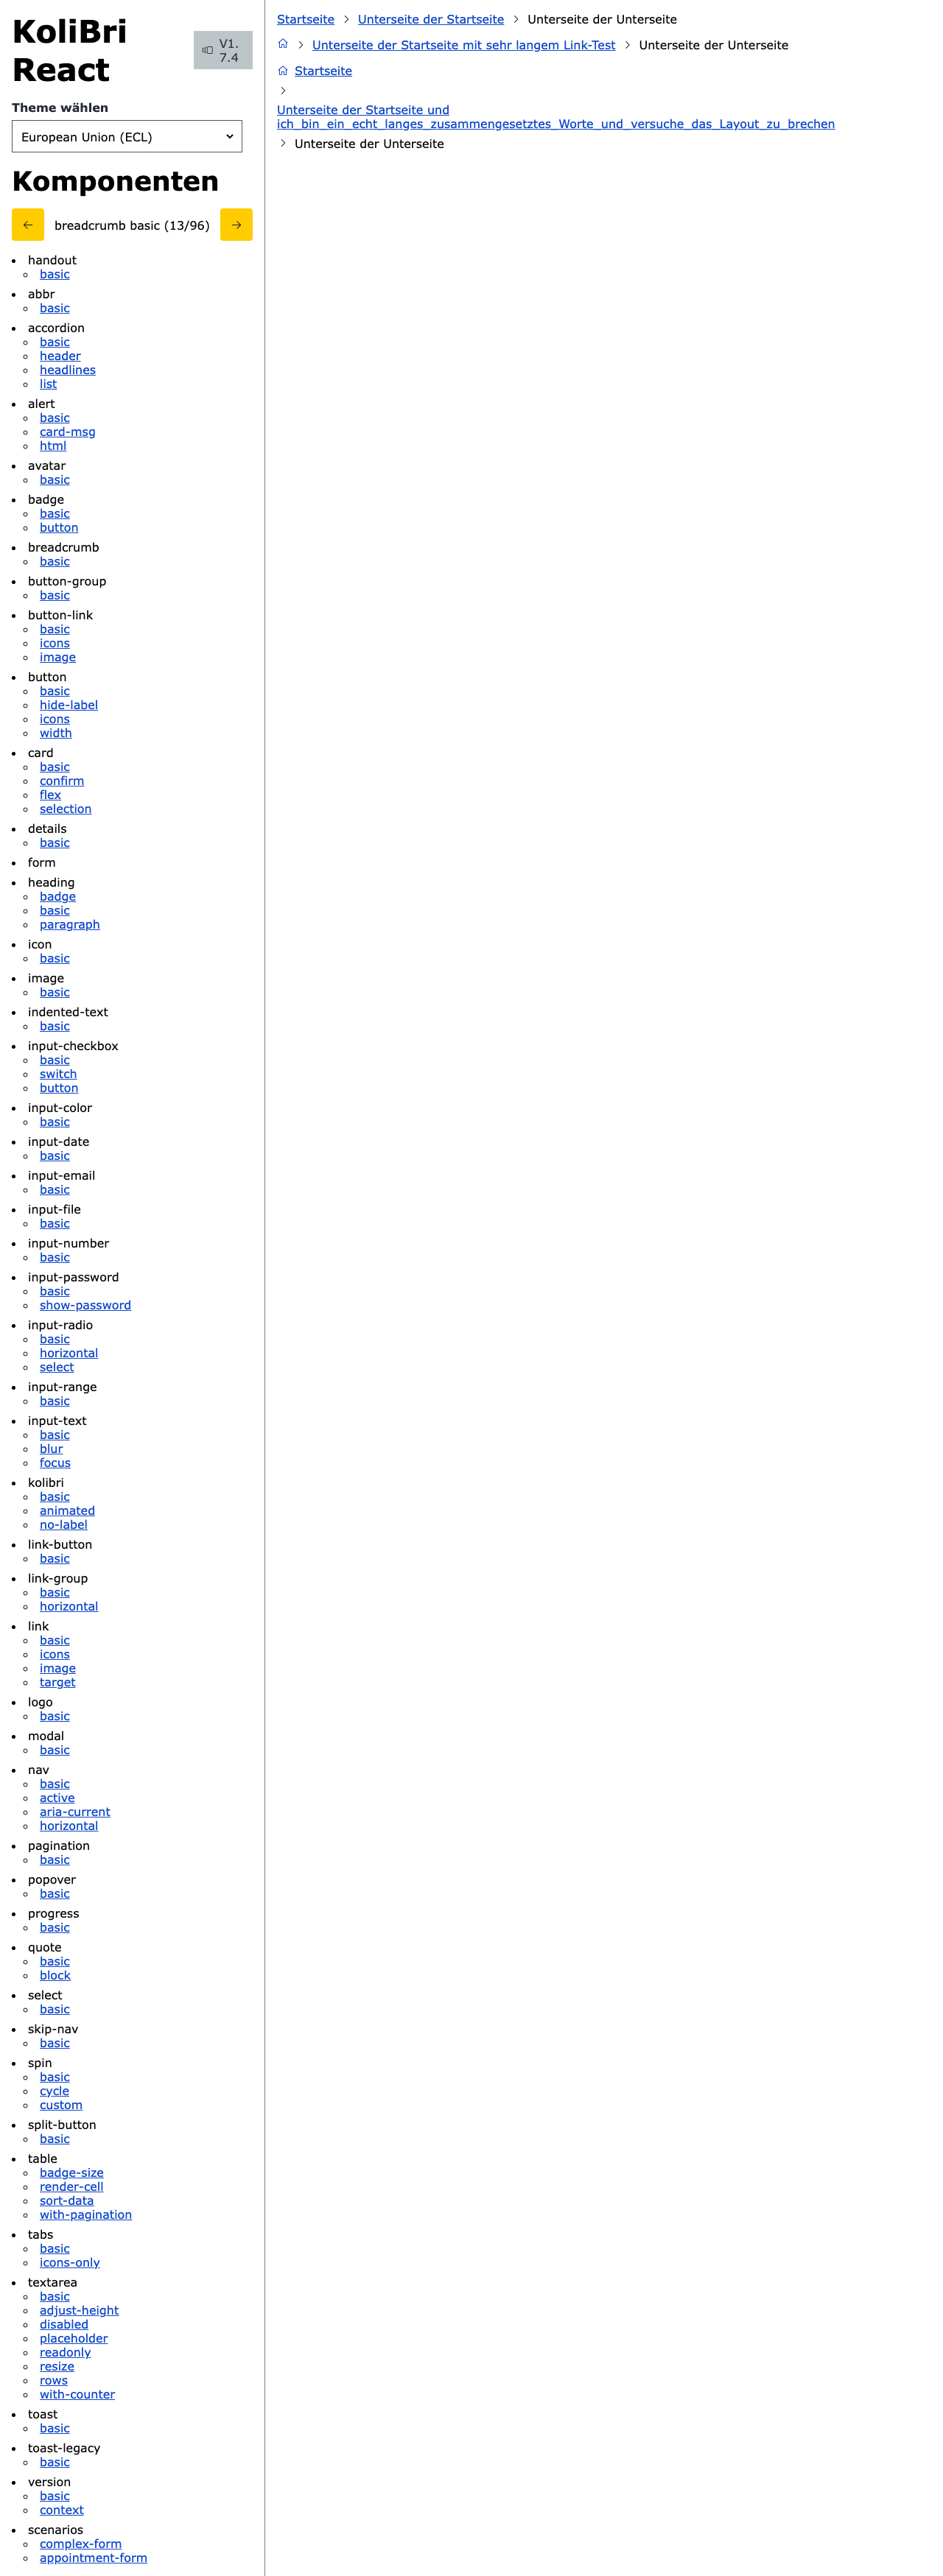 KoliBri
React
V1.
7.4
Theme wählen
European Union (ECL)
Komponenten
breadcrumb basic (13/96)
handout
basic
abbr
basic
accordion
basic
header
headlines
list
alert
basic
card-msg
html
avatar
basic
badge
basic
button
breadcrumb
basic
button-group
basic
button-link
basic
icons
image
button
basic
hide-label
icons
width
card
basic
confirm
flex
selection
details
basic
form
heading
badge
basic
paragraph
icon
basic
image
basic
indented-text
basic
input-checkbox
basic
switch
button
input-color
basic
input-date
basic
input-email
basic
input-file
basic
input-number
basic
input-password
basic
show-password
input-radio
basic
horizontal
select
input-range
basic
input-text
basic
blur
focus
kolibri
basic
animated
no-label
link-button
basic
link-group
basic
horizontal
link
basic
icons
image
target
logo
basic
modal
basic
nav
basic
active
aria-current
horizontal
pagination
basic
popover
basic
progress
basic
quote
basic
block
select
basic
skip-nav
basic
spin
basic
cycle
custom
split-button
basic
table
badge-size
render-cell
sort-data
with-pagination
tabs
basic
icons-only
textarea
basic
adjust-height
disabled
placeholder
readonly
resize
rows
with-counter
toast
basic
toast-legacy
basic
version
basic
context
scenarios
complex-form
appointment-form
Startseite Unterseite der Startseite Unterseite der Unterseite
Unterseite der Startseite mit sehr langem Link-Test Unterseite der Unterseite
Startseite
Unterseite der Startseite und
ich_bin_ein_echt_langes_zusammengesetztes_Worte_und_versuche_das_Layout_zu_brechen
Unterseite der Unterseite